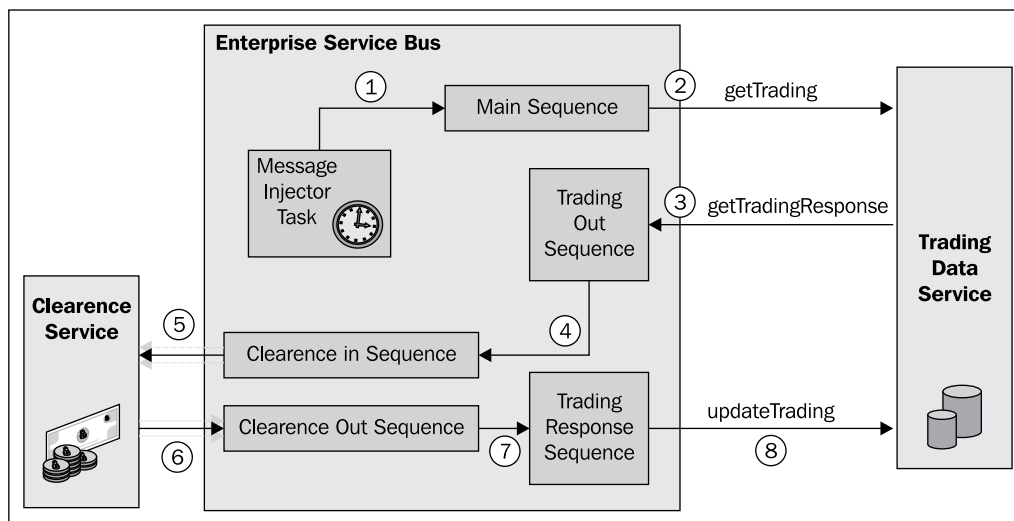 Enterprise Service Bus
1
Main Sequence
2
getTrading
Message
Injector
Task
Trading
Out
Sequence
3
getTradingResponse
Trading
Data
Service
Clearence
Service
5
Clearence in Sequence
4
6
Clearence Out Sequence
7
Trading
Response
Sequence
updateTrading
8